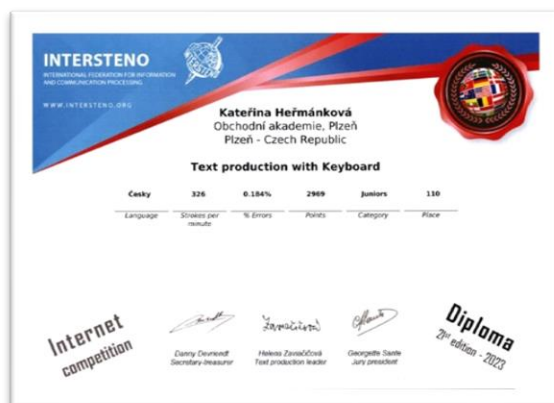 INTERSTENO
INTERNATIONAL FEDERATION FOR INFORMATION
AND COMMUNICATION PROCESSING
WWW.INTERSTENO.ORG
Kateřina Heřmánková
Obchodní akademie, Plzeň
Plzeň - Czech Republic
Text production with Keyboard
Česky 326 0.184% 2969 Juniors 110
Language Strokes per minute % Errors Points Category Place
Internet
competition
Danny Devriendt
Secretary-treasurer
Helena Zaviačičová
Text production leader
Georgette Sante
Jury president
Diploma
21st edition - 2023